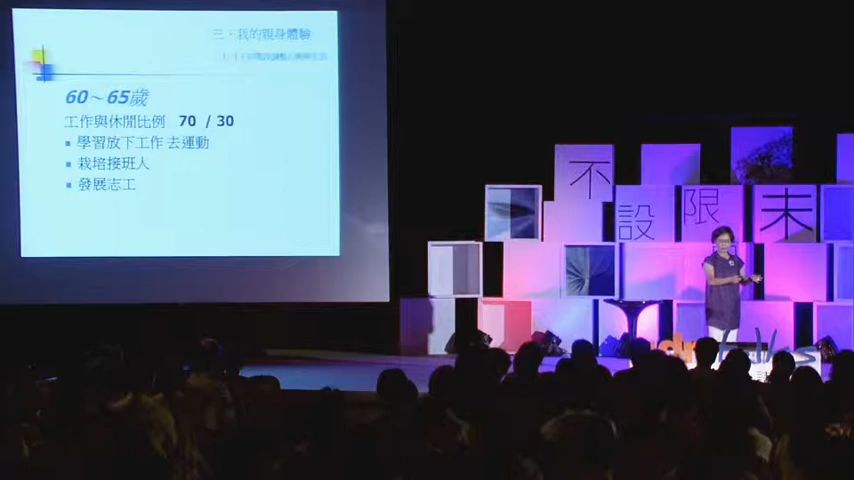 三、我的親身體驗
60～65歲
工作與休閒比例 70 / 30
學習放下工作 去運動
栽培接班人
發展志工
不
設限未
talks